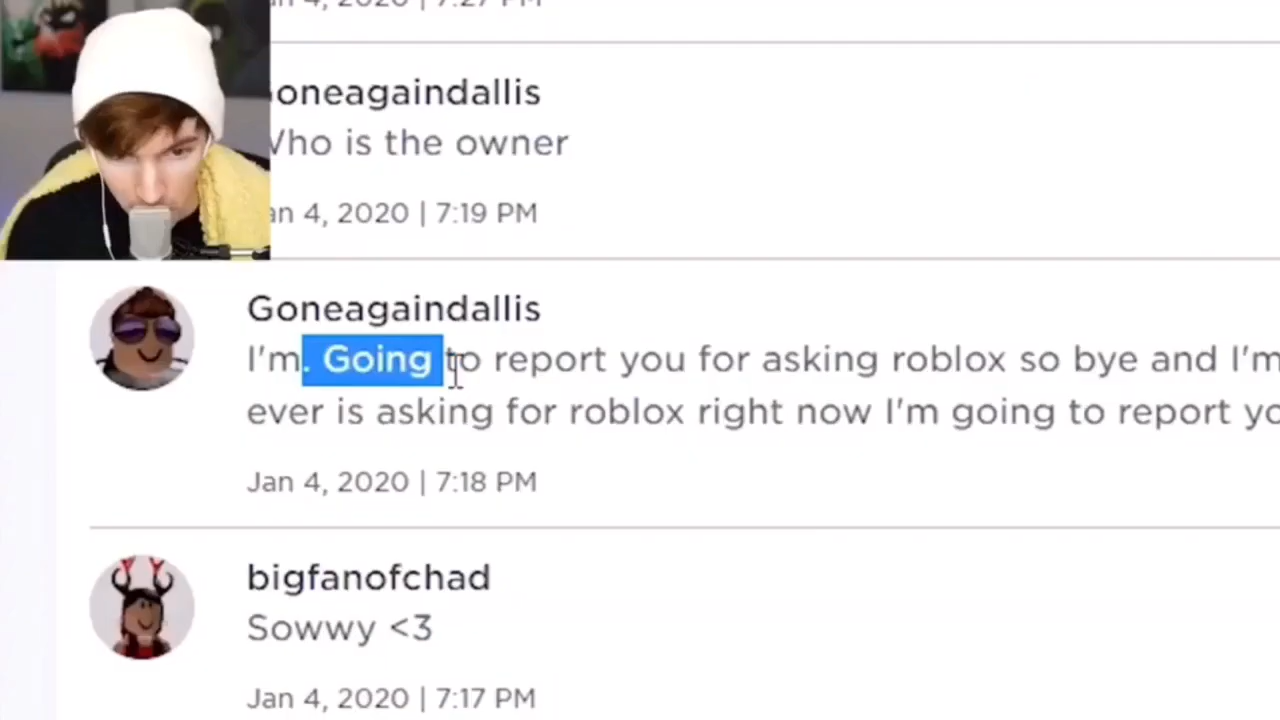 oneagaindallis
Who is the owner
an 4, 2020 | 7:19 PM
Goneagaindallis
I'm. Going to report you for asking roblox so bye and I'm
ever is asking for roblox right now I'm going to report yo
Jan 4, 2020 | 7:18 PM
bigfanofchad
Sowwy <3
Jan 4, 2020 | 7:17 PM